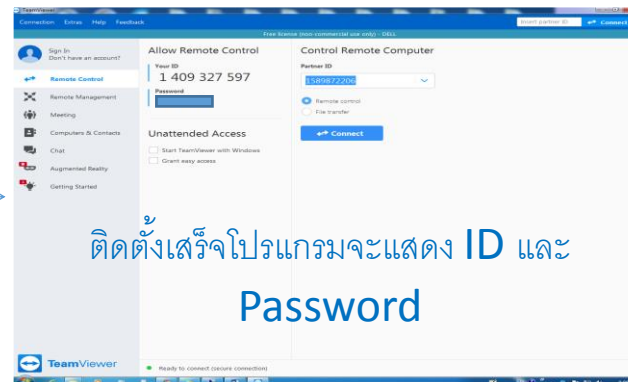 TeamViewer
Connection Extras Help Feedback
Insert partner ID
Connect
Free license (non-commercial use only) - DELL
Sign In
Don't have an account?
Remote Control
Remote Management
Meeting
Computers & Contacts
Chat
Augmented Reality
Getting Started
Allow Remote Control
Your ID
1 409 327 597
Password
Unattended Access
Start TeamViewer with Windows
Grant easy access
Control Remote Computer
Partner ID
1589872206
Remote control
File transfer
Connect
ติดตั้งเสร็จโปรแกรมจะแสดง ID และ
Password
TeamViewer
Ready to connect (secure connection)